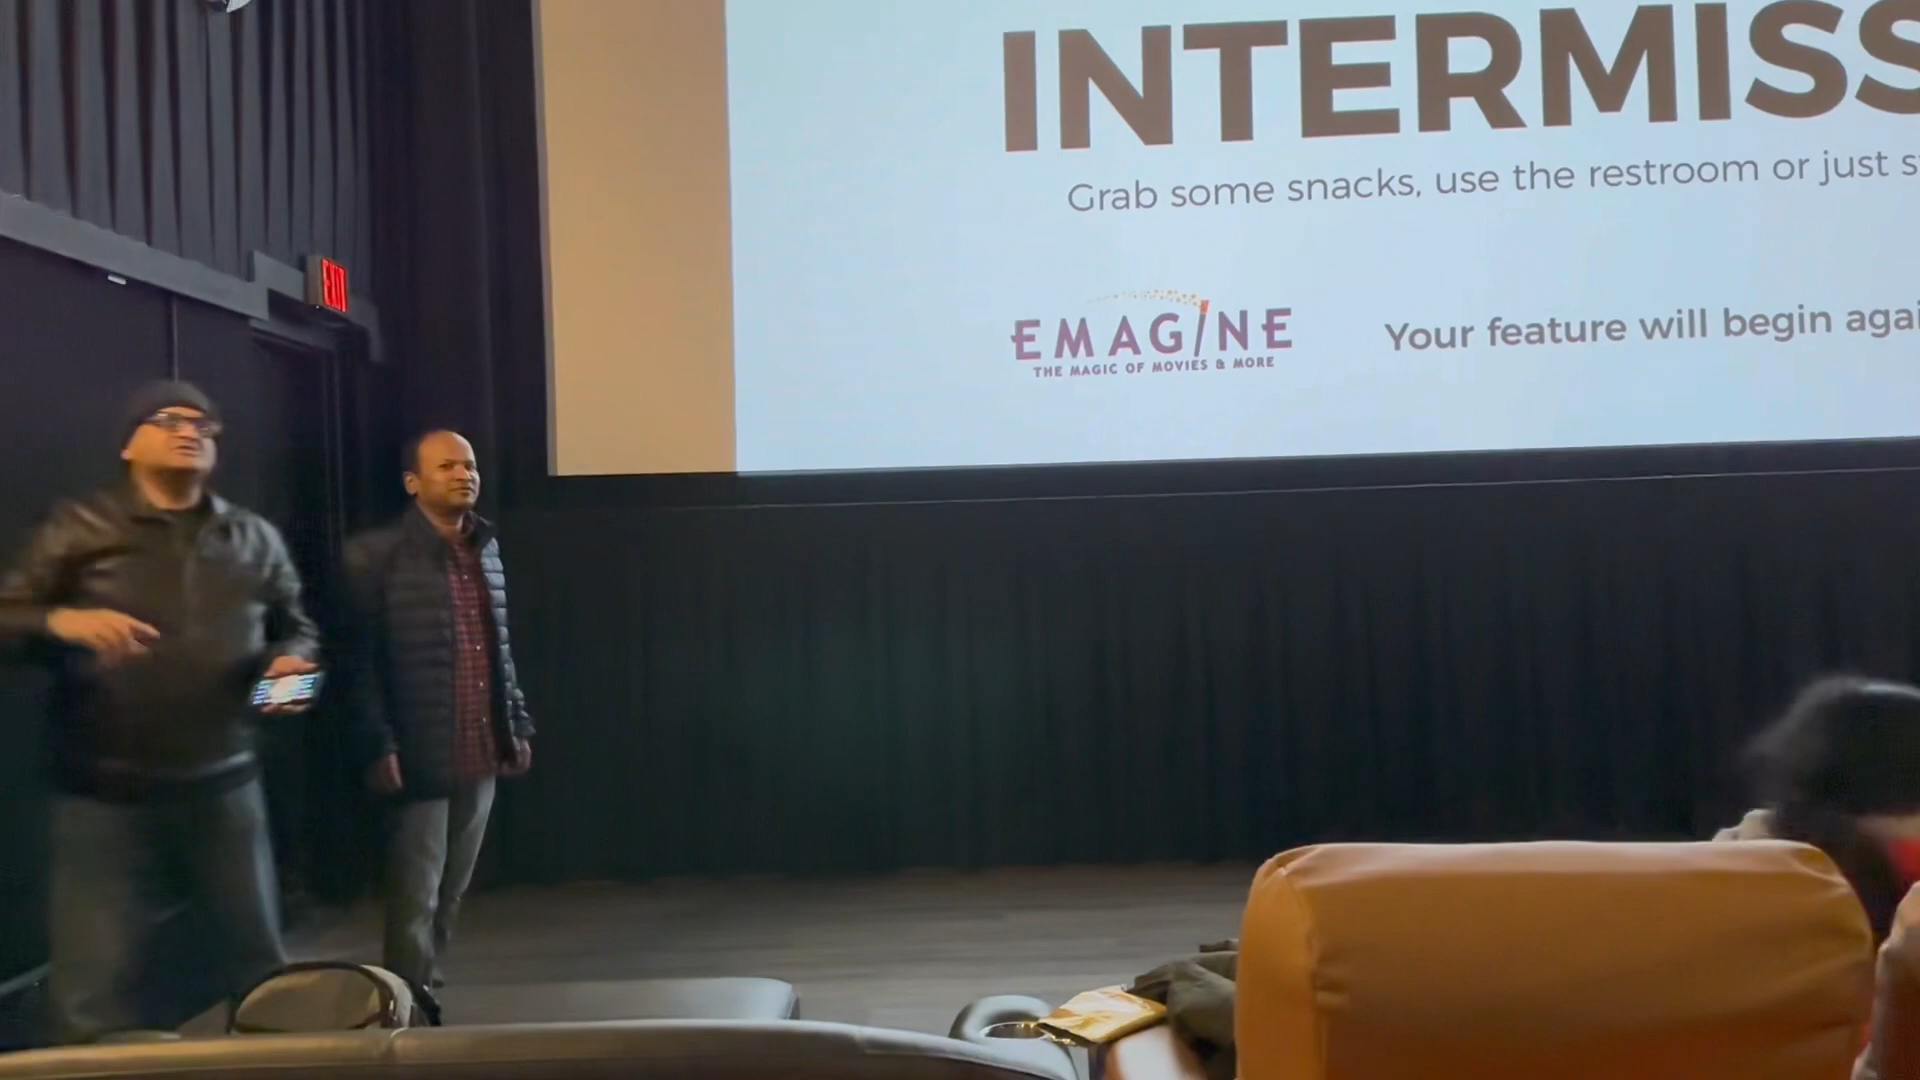 INTERMISS
Grab some snacks, use the restroom or just s
EXIT
EMAGINE
THE MAGIC OF MOVIES & MORE
Your feature will begin agai